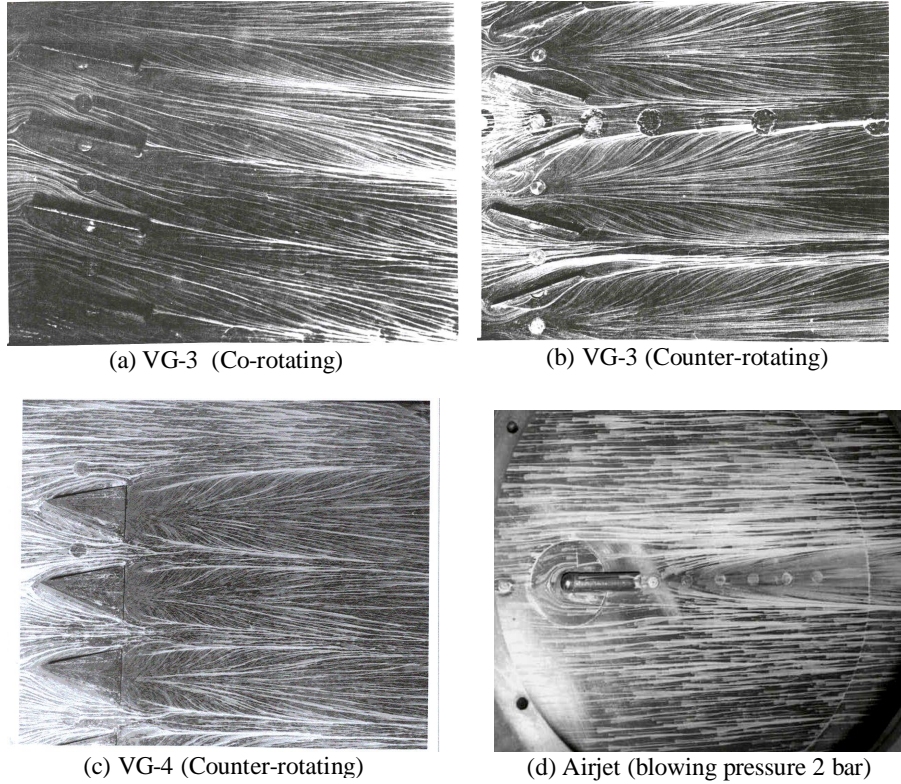 (a) VG-3 (Co-rotating)
(b) VG-3 (Counter-rotating)
(c) VG-4 (Counter-rotating)
(d) Airjet (blowing pressure 2 bar)